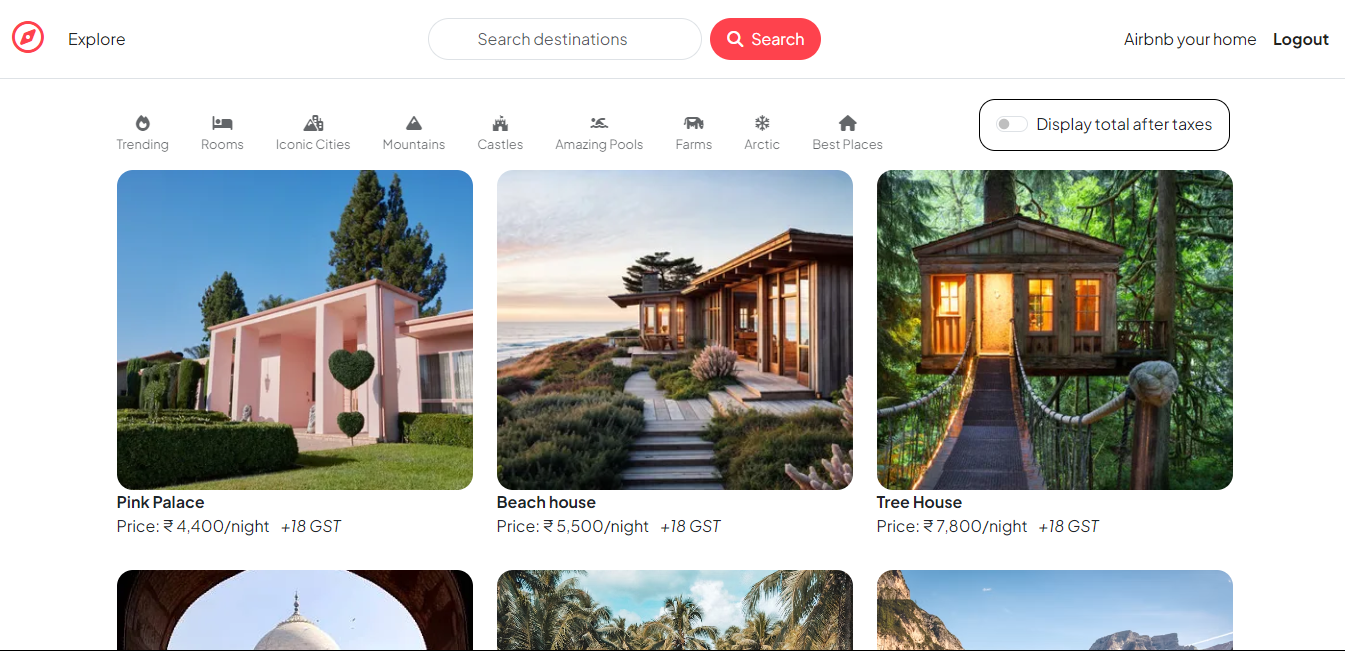 Explore
Search destinations
Search
Airbnb your home
Logout
Trending
Rooms
Iconic Cities
Mountains
Castles
Amazing Pools
Farms
Arctic
Best Places
Display total after taxes
Pink Palace
Price: ₹ 4,400/night +18 GST
Beach house
Price: ₹ 5,500/night +18 GST
Tree House
Price: ₹ 7,800/night +18 GST